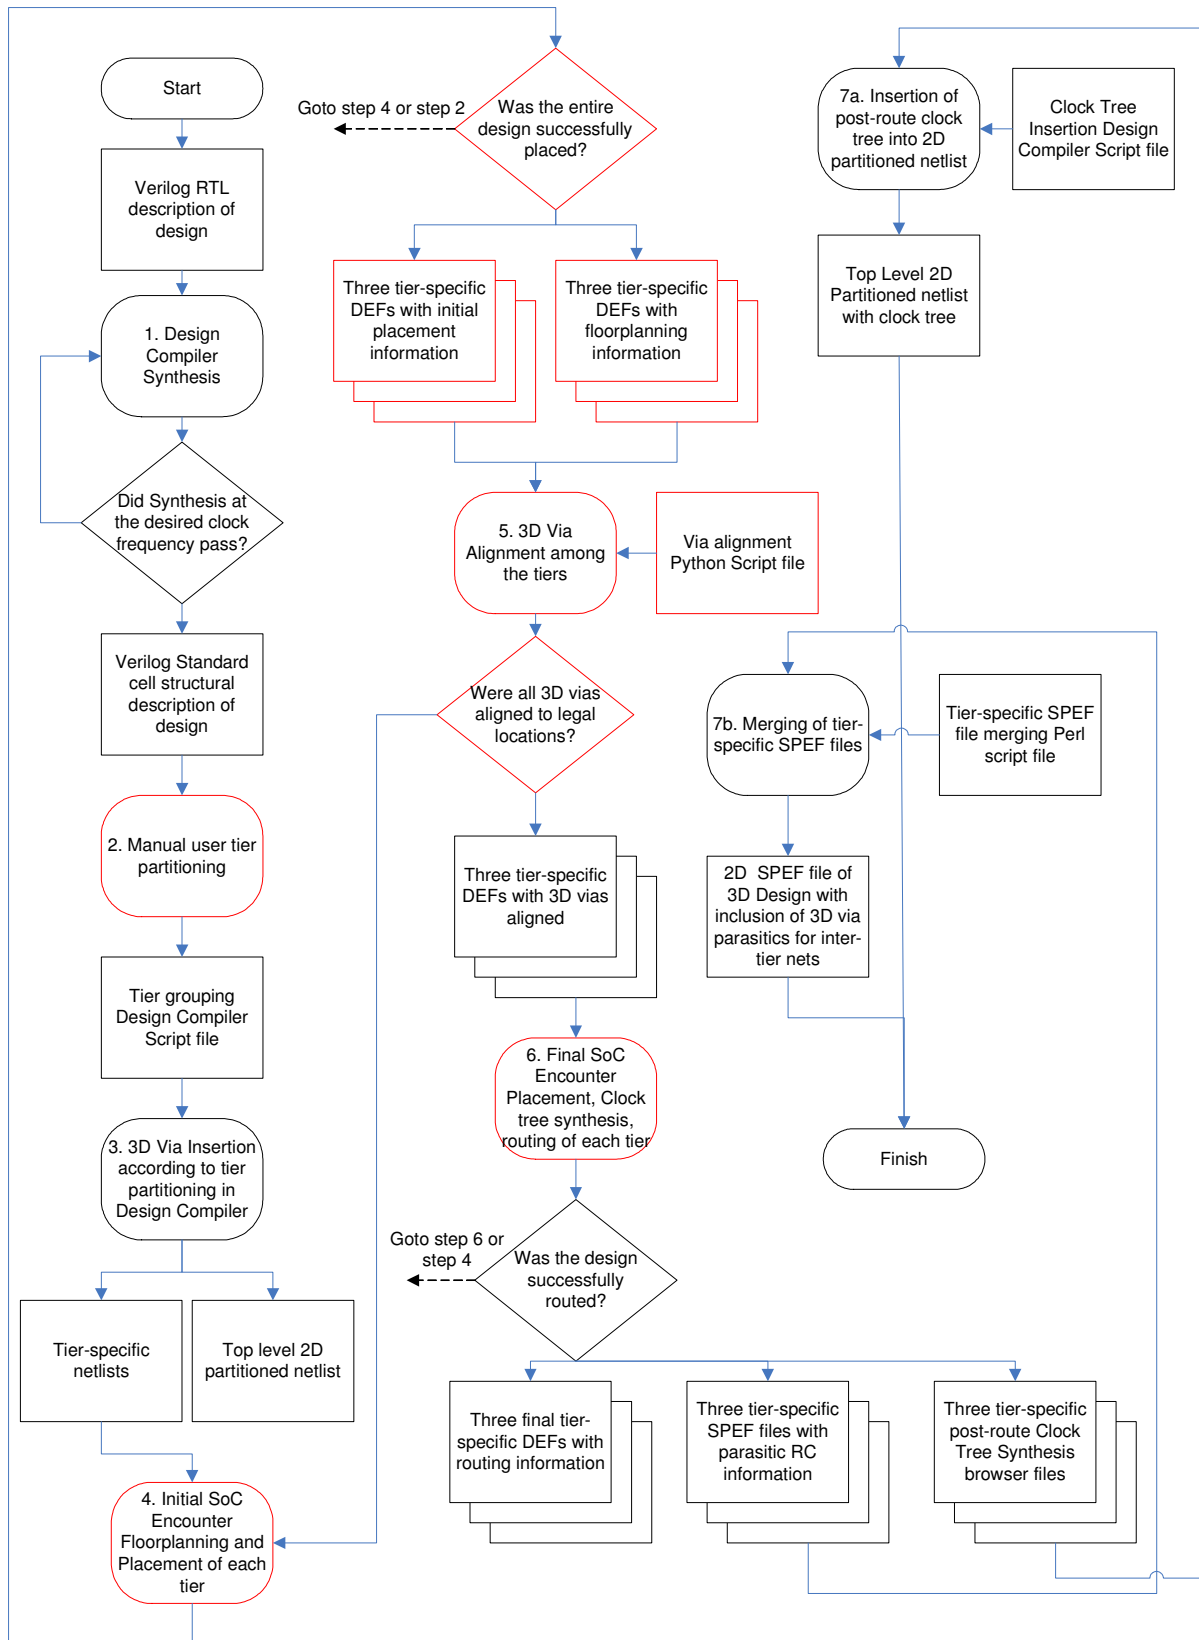 Start
Verilog RTL
description of
design
1. Design
Compiler
Synthesis
Did Synthesis at
the desired clock
frequency pass?
Verilog Standard
cell structural
description of
design
2. Manual user tier
partitioning
Tier grouping
Design Compiler
Script file
3. 3D Via Insertion
according to tier
partitioning in
Design Compiler
Tier-specific
netlists
Top level 2D
partitioned netlist
4. Initial SoC
Encounter
Floorplanning and
Placement of each
tier
Goto step 4 or step 2
Was the entire
design successfully
placed?
Three tier-specific
DEFs with initial
placement
information
Three tier-specific
DEFs with
floorplanning
information
5. 3D Via
Alignment among
the tiers
Via alignment
Python Script file
Were all 3D vias
aligned to legal
locations?
Three tier-specific
DEFs with 3D vias
aligned
6. Final SoC
Encounter
Placement, Clock
tree synthesis,
routing of each tier
Goto step 6 or
step 4
Was the design
successfully
routed?
Three final tier-
specific DEFs with
routing information
Three tier-specific
SPEF files with
parasitic RC
information
Three tier-specific
post-route Clock
Tree Synthesis
browser files
7a. Insertion of
post-route clock
tree into 2D
partitioned netlist
Clock Tree
Insertion Design
Compiler Script file
Top Level 2D
Partitioned netlist
with clock tree
7b. Merging of tier-
specific SPEF files
Tier-specific SPEF
file merging Perl
script file
2D  SPEF file of
3D Design with
inclusion of 3D via
parasitics for inter-
tier nets
Finish